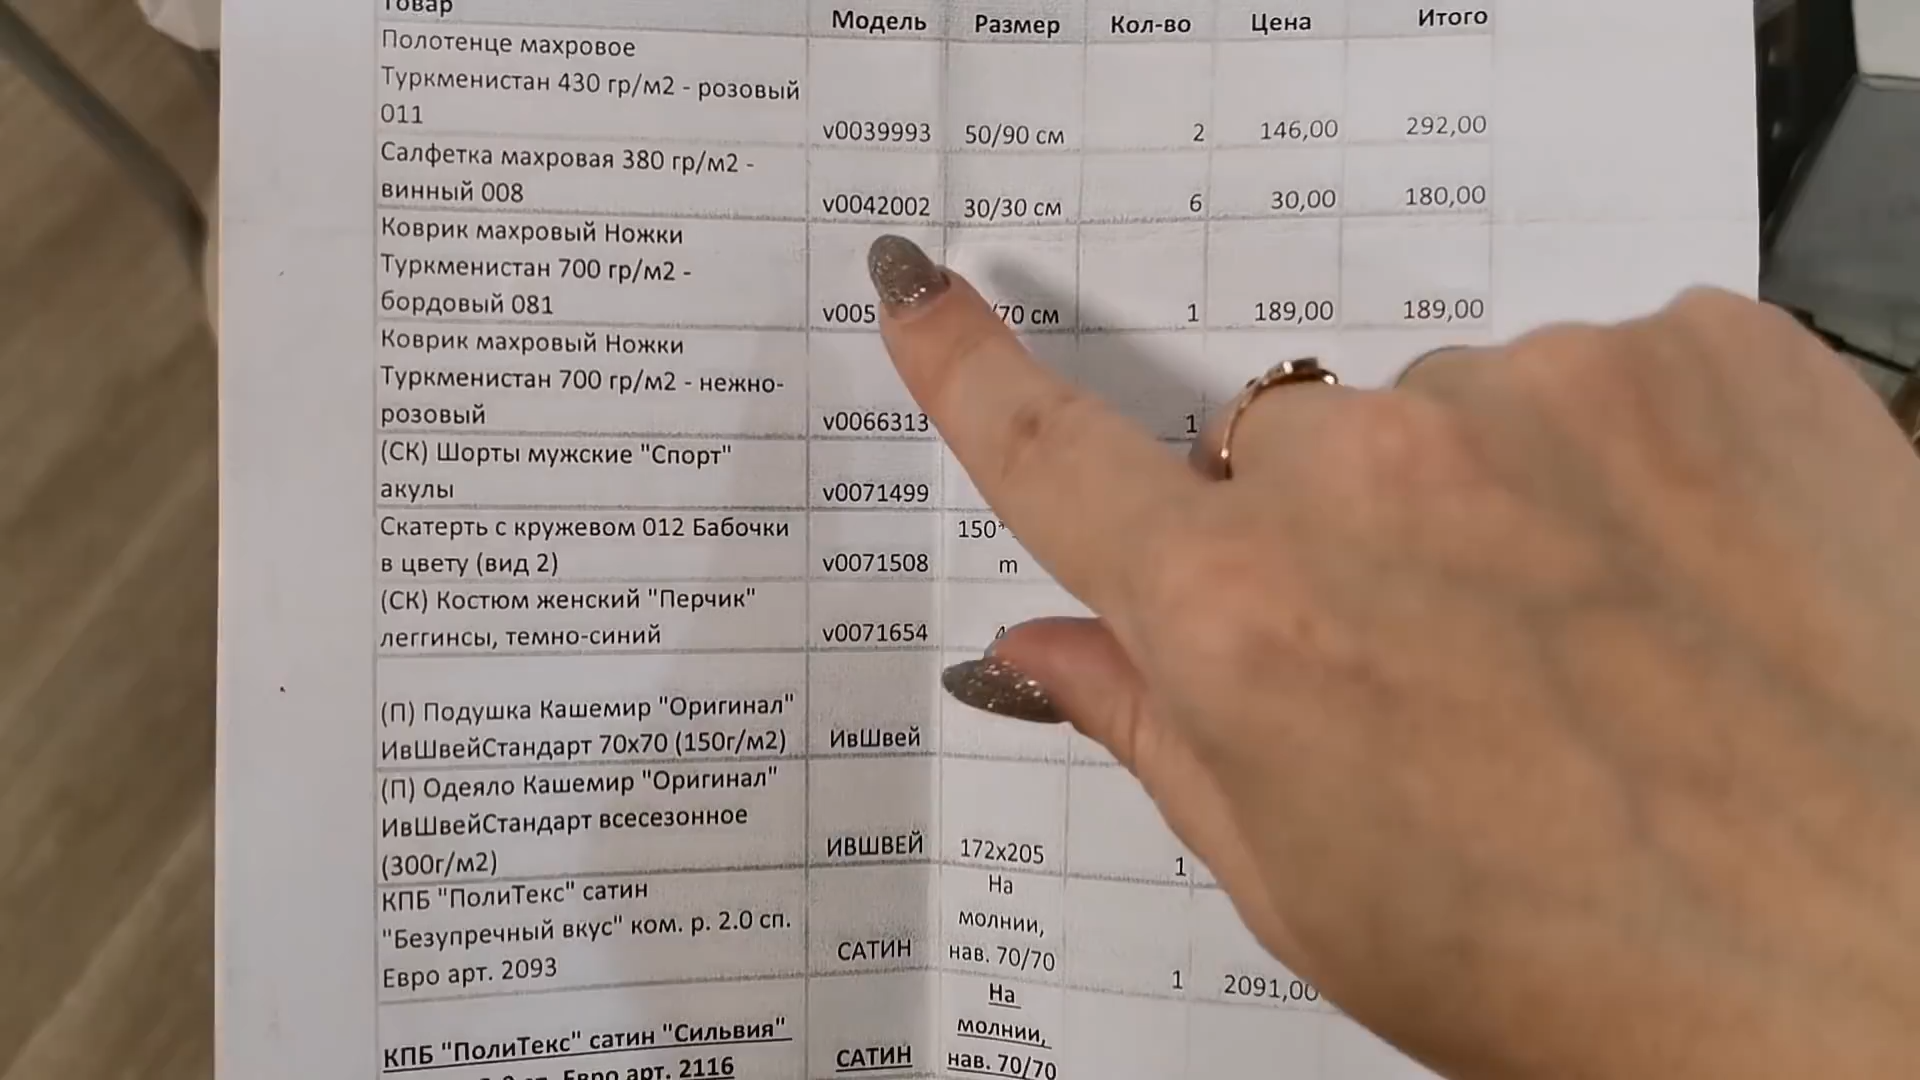 Товар Модель Размер Кол-во Цена Итого
Полотенце махровое
Туркменистан 430 гр/м2 - розовый
011 v0039993 50/90 см 2 146,00 292,00
Салфетка махровая 380 гр/м2 -
винный 008 v0042002 30/30 см 6 30,00 180,00
Коврик махровый Ножки
Туркменистан 700 гр/м2 -
бордовый 081 v005 /70 см 1 189,00 189,00
Коврик махровый Ножки
Туркменистан 700 гр/м2 - нежно-
розовый v0066313 1
(СК) Шорты мужские "Спорт"
акулы v0071499
Скатерть с кружевом 012 Бабочки 150*
в цвету (вид 2) v0071508 m
(СК) Костюм женский "Перчик"
леггинсы, темно-синий v0071654
(П) Подушка Кашемир "Оригинал"
ИвШвейСтандарт 70х70 (150г/м2) ИвШвей
(П) Одеяло Кашемир "Оригинал"
ИвШвейСтандарт всесезонное
(300г/м2) ИВШВЕЙ 172х205 1
КПБ "ПолиТекс" сатин На
"Безупречный вкус" ком. р. 2.0 сп. молнии,
Евро арт. 2093 САТИН нав. 70/70 1 2091,00
На
КПБ "ПолиТекс" сатин "Сильвия" молнии,
Евро арт. 2116 САТИН нав. 70/70